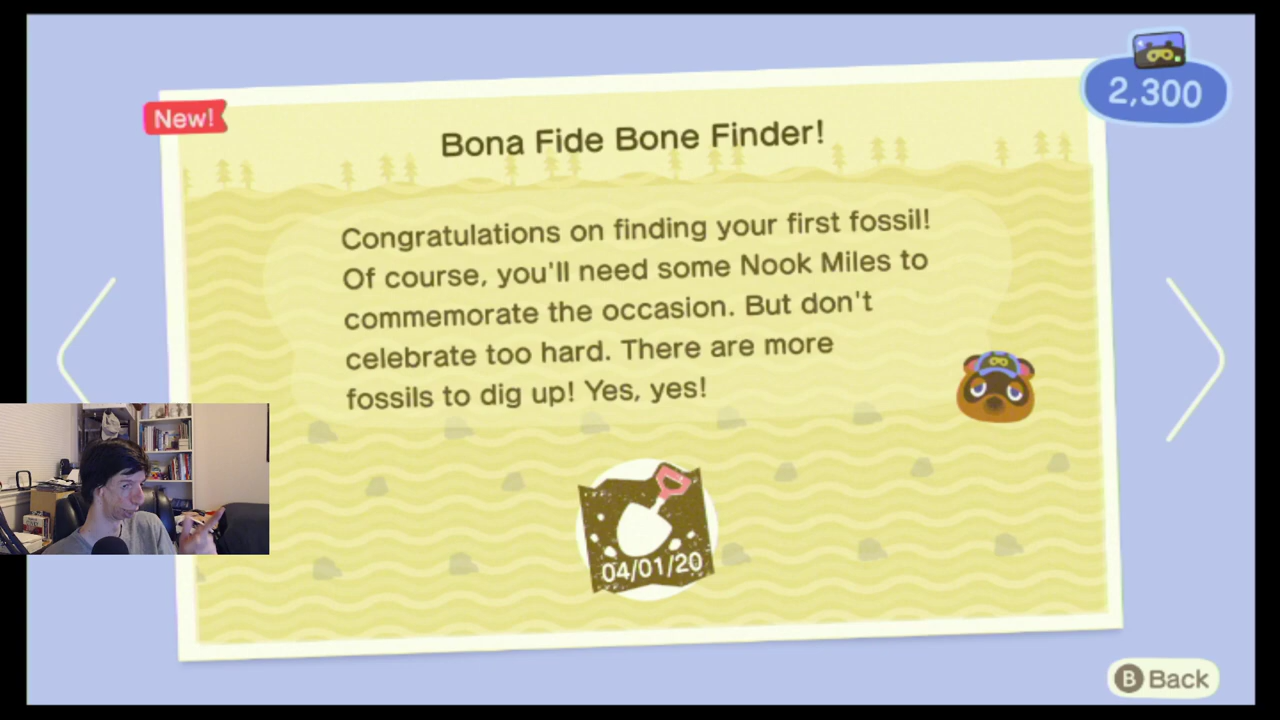 2,300
New!
Bona Fide Bone Finder!
Congratulations on finding your first fossil!
Of course, you'll need some Nook Miles to
commemorate the occasion. But don't
celebrate too hard. There are more
fossils to dig up! Yes, yes!
04/01/20
B Back